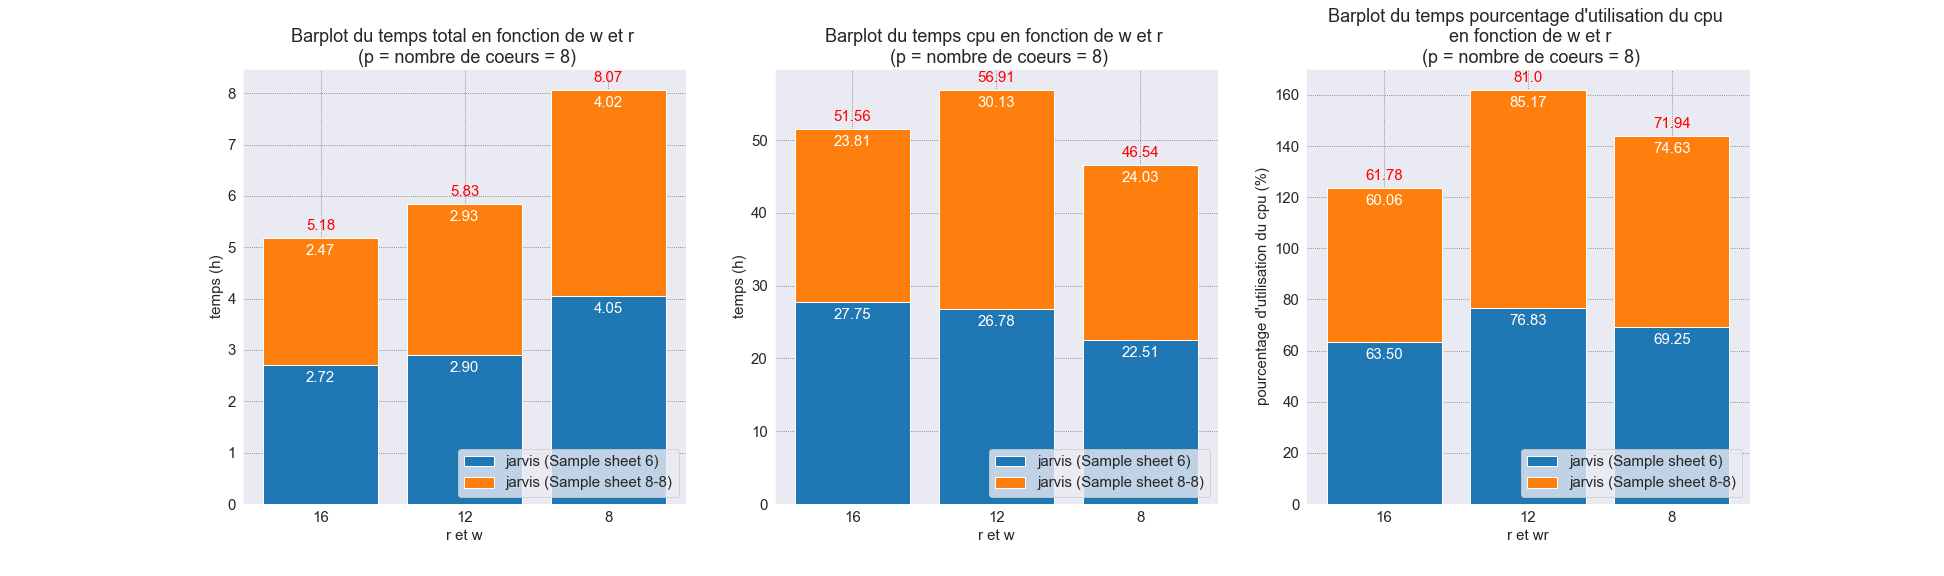 Barplot du temps total en fonction de w et r
(p = nombre de coeurs = 8)
8.07
8
4.02
7
6
5.83
2.93
5.18
5
2.47
temps (h)
4
4.05
3
2.90
2.72
2
1
jarvis (Sample sheet 6)
jarvis (Sample sheet 8-8)
0
16 12 8
r et w
Barplot du temps cpu en fonction de w et r
(p = nombre de coeurs = 8)
56.91
30.13
51.56
50
23.81
46.54
24.03
40
temps (h)
30
27.75
26.78
22.51
20
10
jarvis (Sample sheet 6)
jarvis (Sample sheet 8-8)
0
16 12 8
r et w
Barplot du temps pourcentage d'utilisation du cpu
en fonction de w et r
(p = nombre de coeurs = 8)
81.0
160
85.17
71.94
140
74.63
61.78
120
60.06
pourcentage d'utilisation du cpu (%)
100
80
76.83
69.25
63.50
60
40
20
jarvis (Sample sheet 6)
jarvis (Sample sheet 8-8)
0
16 12 8
r et wr